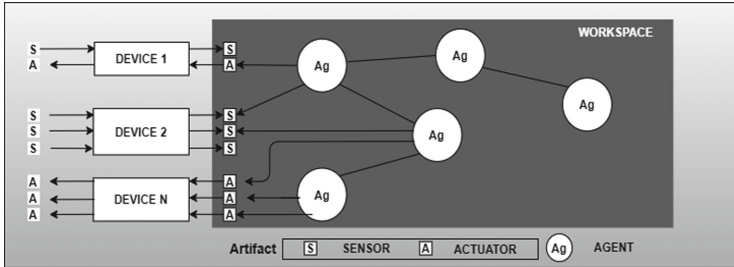 WORKSPACE
S S
A DEVICE 1 A
Ag Ag Ag
S S
S DEVICE 2 S
S S
Ag
A A
A DEVICE N A
A A
Ag
Artifact S SENSOR A ACTUATOR Ag AGENT